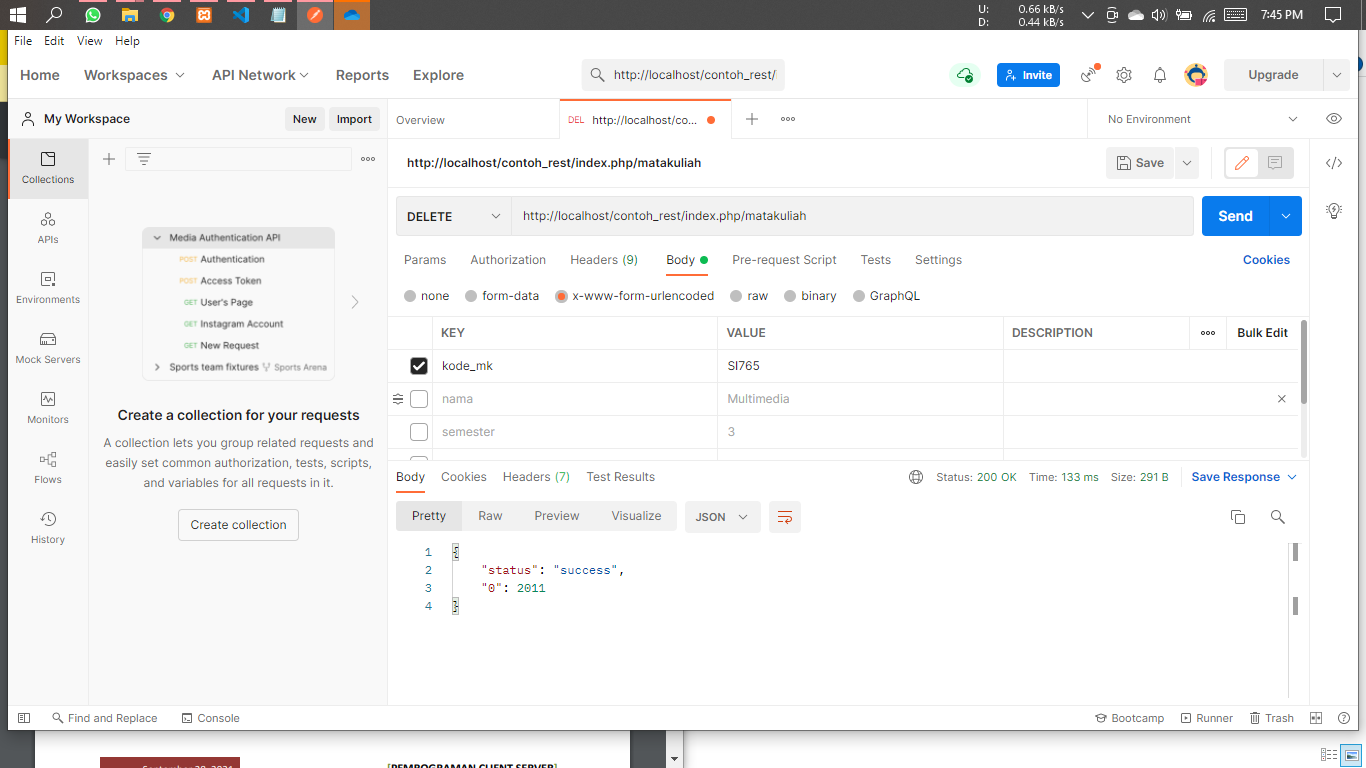 U: 0.66 kB/s
D: 0.44 kB/s
7:45 PM
File Edit View Help
Home Workspaces API Network Reports Explore
http://localhost/contoh_rest/i
Invite
Upgrade
My Workspace
New Import
Overview
DEL http://localhost/co...
No Environment
Collections
APIs
Environments
Mock Servers
Monitors
Flows
History
Media Authentication API
POST Authentication
POST Access Token
GET User's Page
GET Instagram Account
GET New Request
Sports team fixtures Sports Arena
Create a collection for your requests
A collection lets you group related requests and
easily set common authorization, tests, scripts,
and variables for all requests in it.
Create collection
http://localhost/contoh_rest/index.php/matakuliah
Save
DELETE
http://localhost/contoh_rest/index.php/matakuliah
Send
Params Authorization Headers (9) Body Pre-request Script Tests Settings Cookies
none form-data x-www-form-urlencoded raw binary GraphQL
KEY VALUE DESCRIPTION Bulk Edit
kode_mk SI765
nama Multimedia
semester 3
Body Cookies Headers (7) Test Results
Status: 200 OK Time: 133 ms Size: 291 B Save Response
Pretty Raw Preview Visualize JSON
1 {
2 "status": "success",
3 "0": 2011
4 }
Find and Replace Console
Bootcamp Runner Trash
[PEMROGRAMAN CLIENT SERVER]